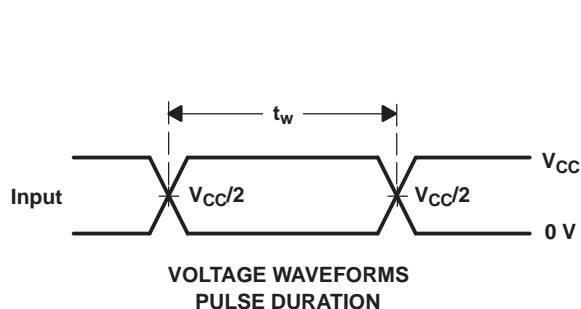 tw
VCC
Input
VCC/2
VCC/2
0 V
VOLTAGE WAVEFORMS
PULSE DURATION